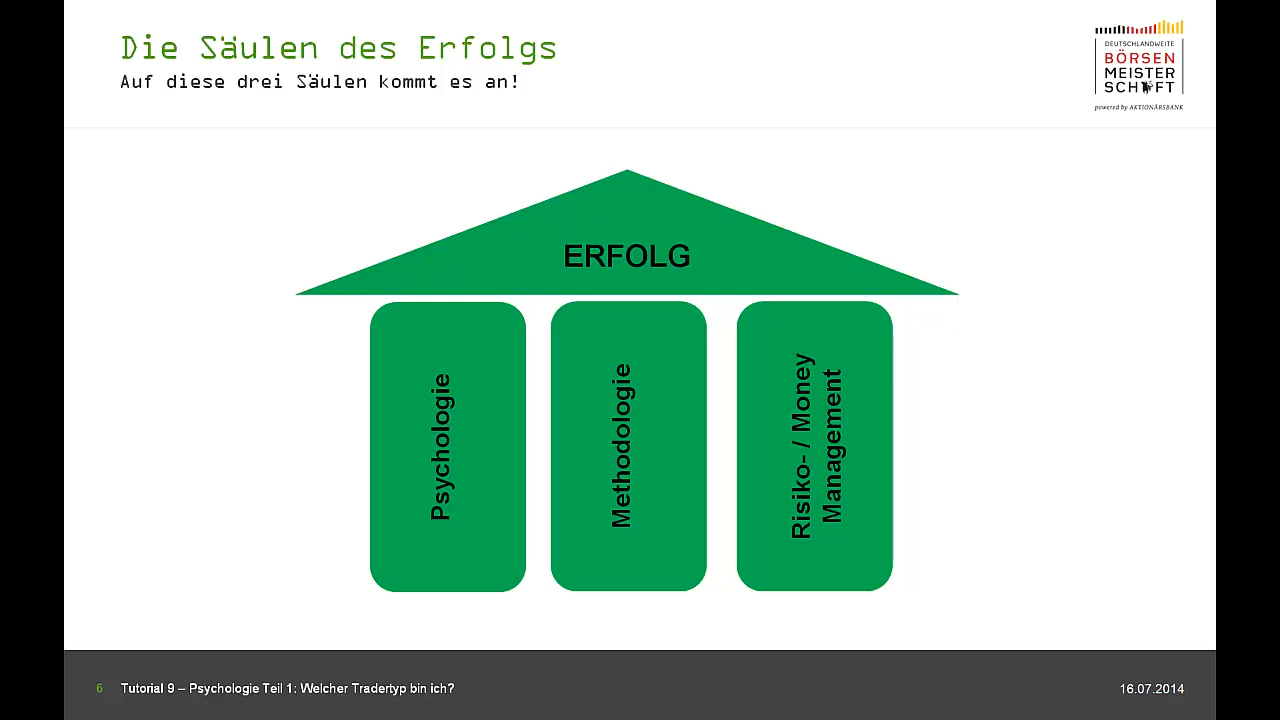 Die Säulen des Erfolgs
Auf diese drei Säulen kommt es an!
DEUTSCHLANDWEITE
BÖRSEN
MEISTER
SCHAFT
powered by AKTIONÄRSBANK
ERFOLG
Psychologie
Methodologie
Risiko- / Money
Management
6
Tutorial 9 – Psychologie Teil 1: Welcher Tradertyp bin ich?
16.07.2014